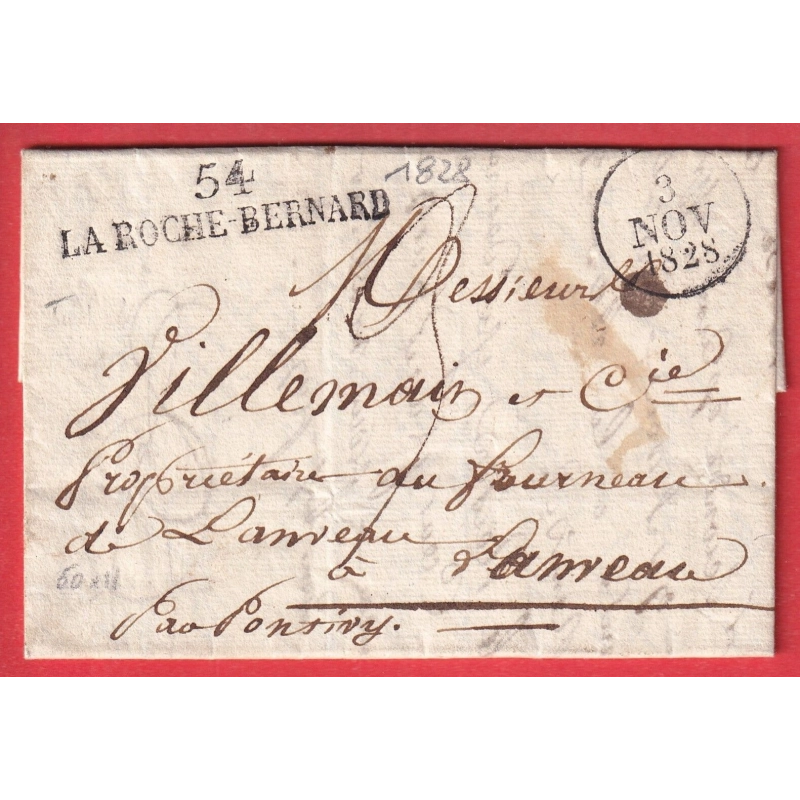 54
LA ROCHE-BERNARD
1828
3
NOV
1828
Messieurs
Villemain et Cie
Propriétaire du fourneau
de Lanveau
à Lanveau
Par Pontivy.